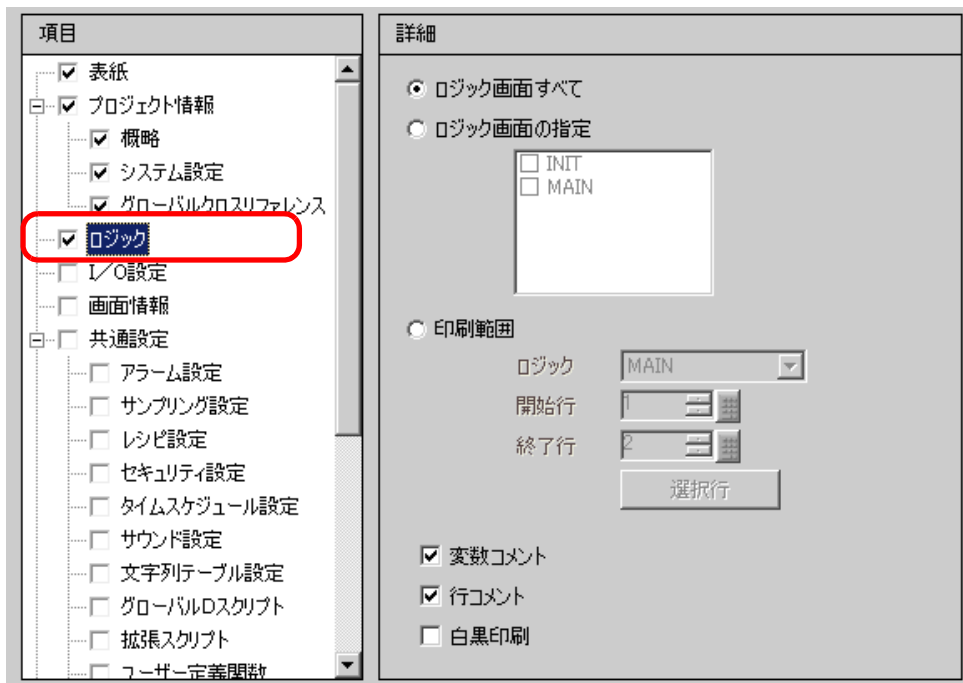 項目
表紙
プロジェクト情報
概略
システム設定
グローバルクロスリファレンス
ロジック
I/O設定
画面情報
共通設定
アラーム設定
サンプリング設定
レシピ設定
セキュリティ設定
タイムスケジュール設定
サウンド設定
文字列テーブル設定
グローバルDスクリプト
拡張スクリプト
ユーザー定義関数
詳細
ロジック画面すべて
ロジック画面の指定
INIT
MAIN
印刷範囲
ロジック MAIN
開始行 1
終了行 2
選択行
変数コメント
行コメント
白黒印刷